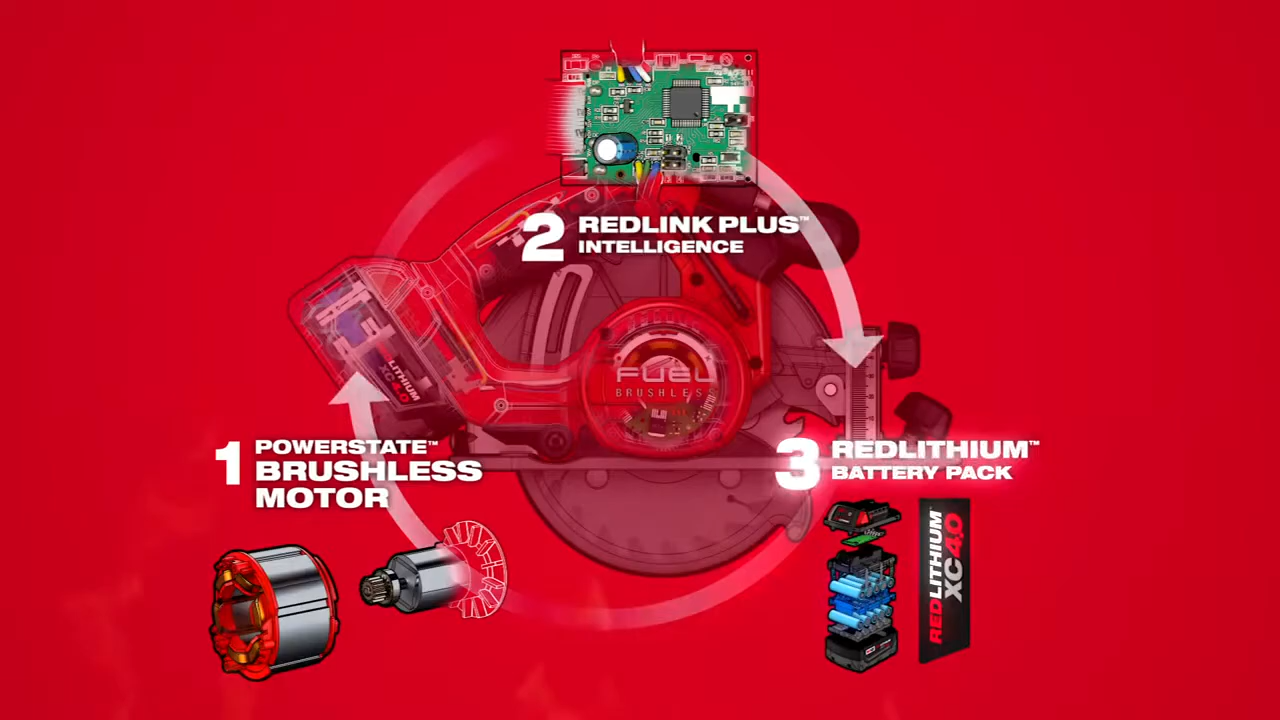 2 REDLINK PLUS™
INTELLIGENCE
LITHIUM
XC4.0
FUEL
BRUSHLESS
1 POWERSTATE™
BRUSHLESS
MOTOR
3 REDLITHIUM™
BATTERY PACK
REDLITHIUM™
XC4.0